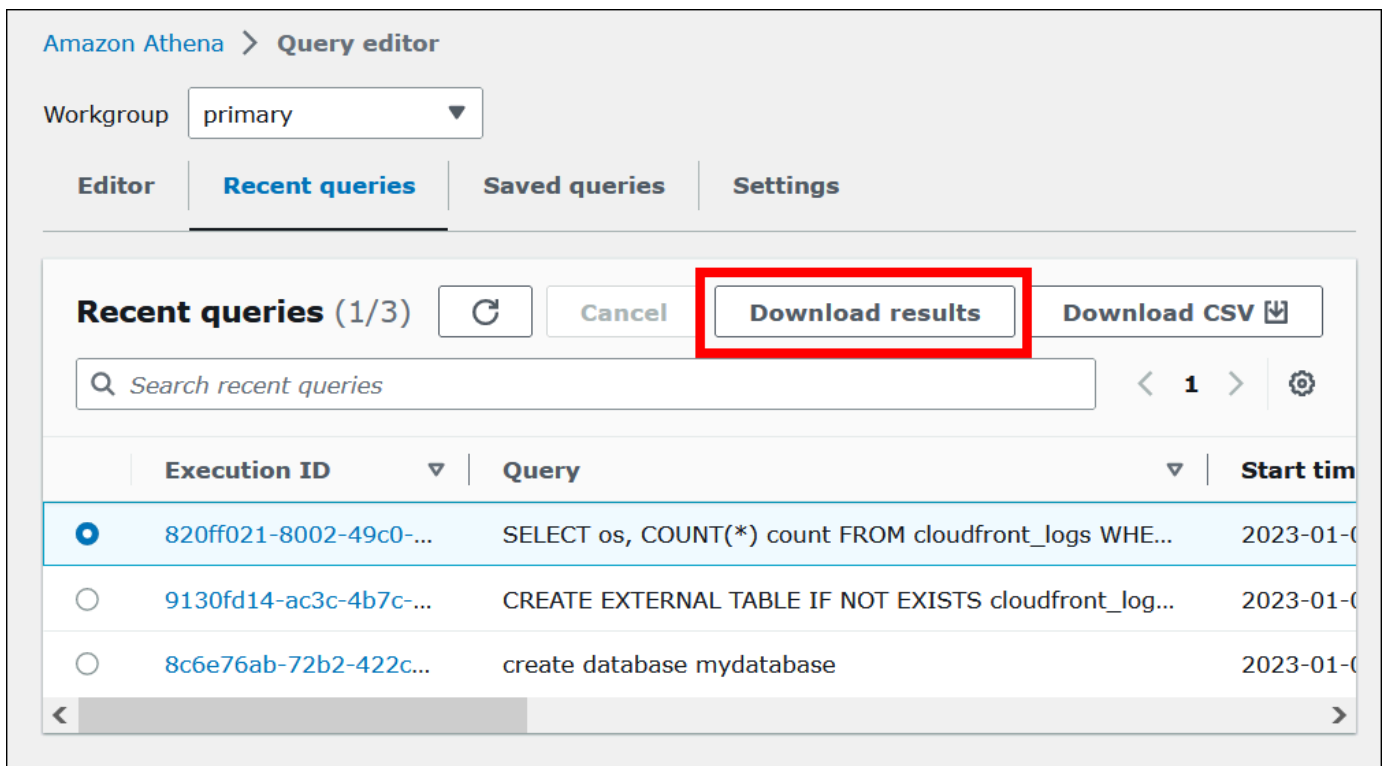 Amazon Athena > Query editor
Workgroup primary
Editor Recent queries Saved queries Settings
Recent queries (1/3) Cancel Download results Download CSV
Search recent queries 1
Execution ID Query Start tim
820ff021-8002-49c0-... SELECT os, COUNT(*) count FROM cloudfront_logs WHE... 2023-01-0
9130fd14-ac3c-4b7c-... CREATE EXTERNAL TABLE IF NOT EXISTS cloudfront_log... 2023-01-0
8c6e76ab-72b2-422c... create database mydatabase 2023-01-0